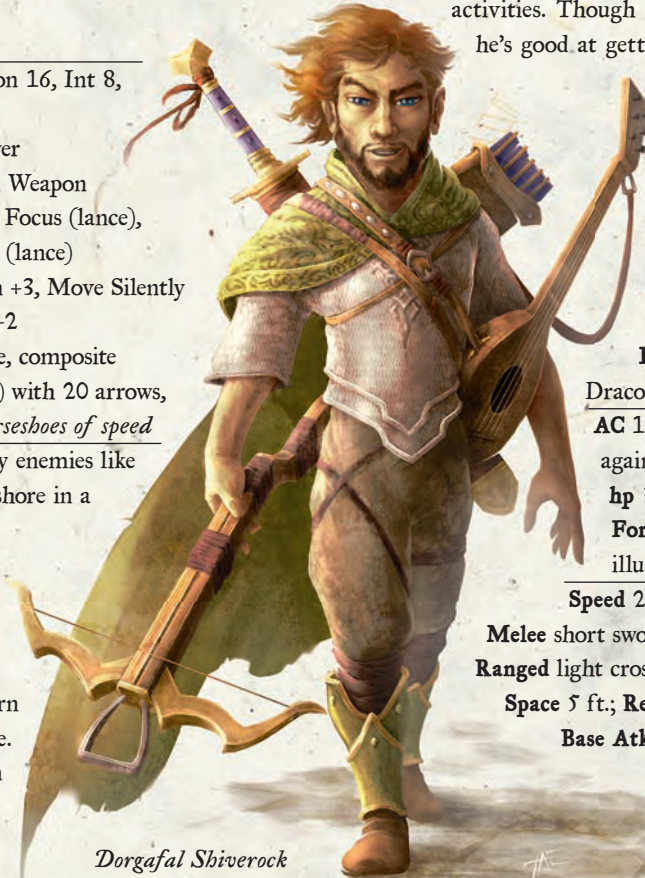 on 16, Int 8,
er
Weapon
Focus (lance),
(lance)
+3, Move Silently
+2
e, composite
) with 20 arrows,
rseshoes of speed
y enemies like
shore in a
rn
e.
activities. Though
he's good at gett
Draco
AC 1
again
hp
For
illu
Speed 2
Melee short swo
Ranged light cros
Space 5 ft.; Re
Base Atk
Dorgafal Shiverock